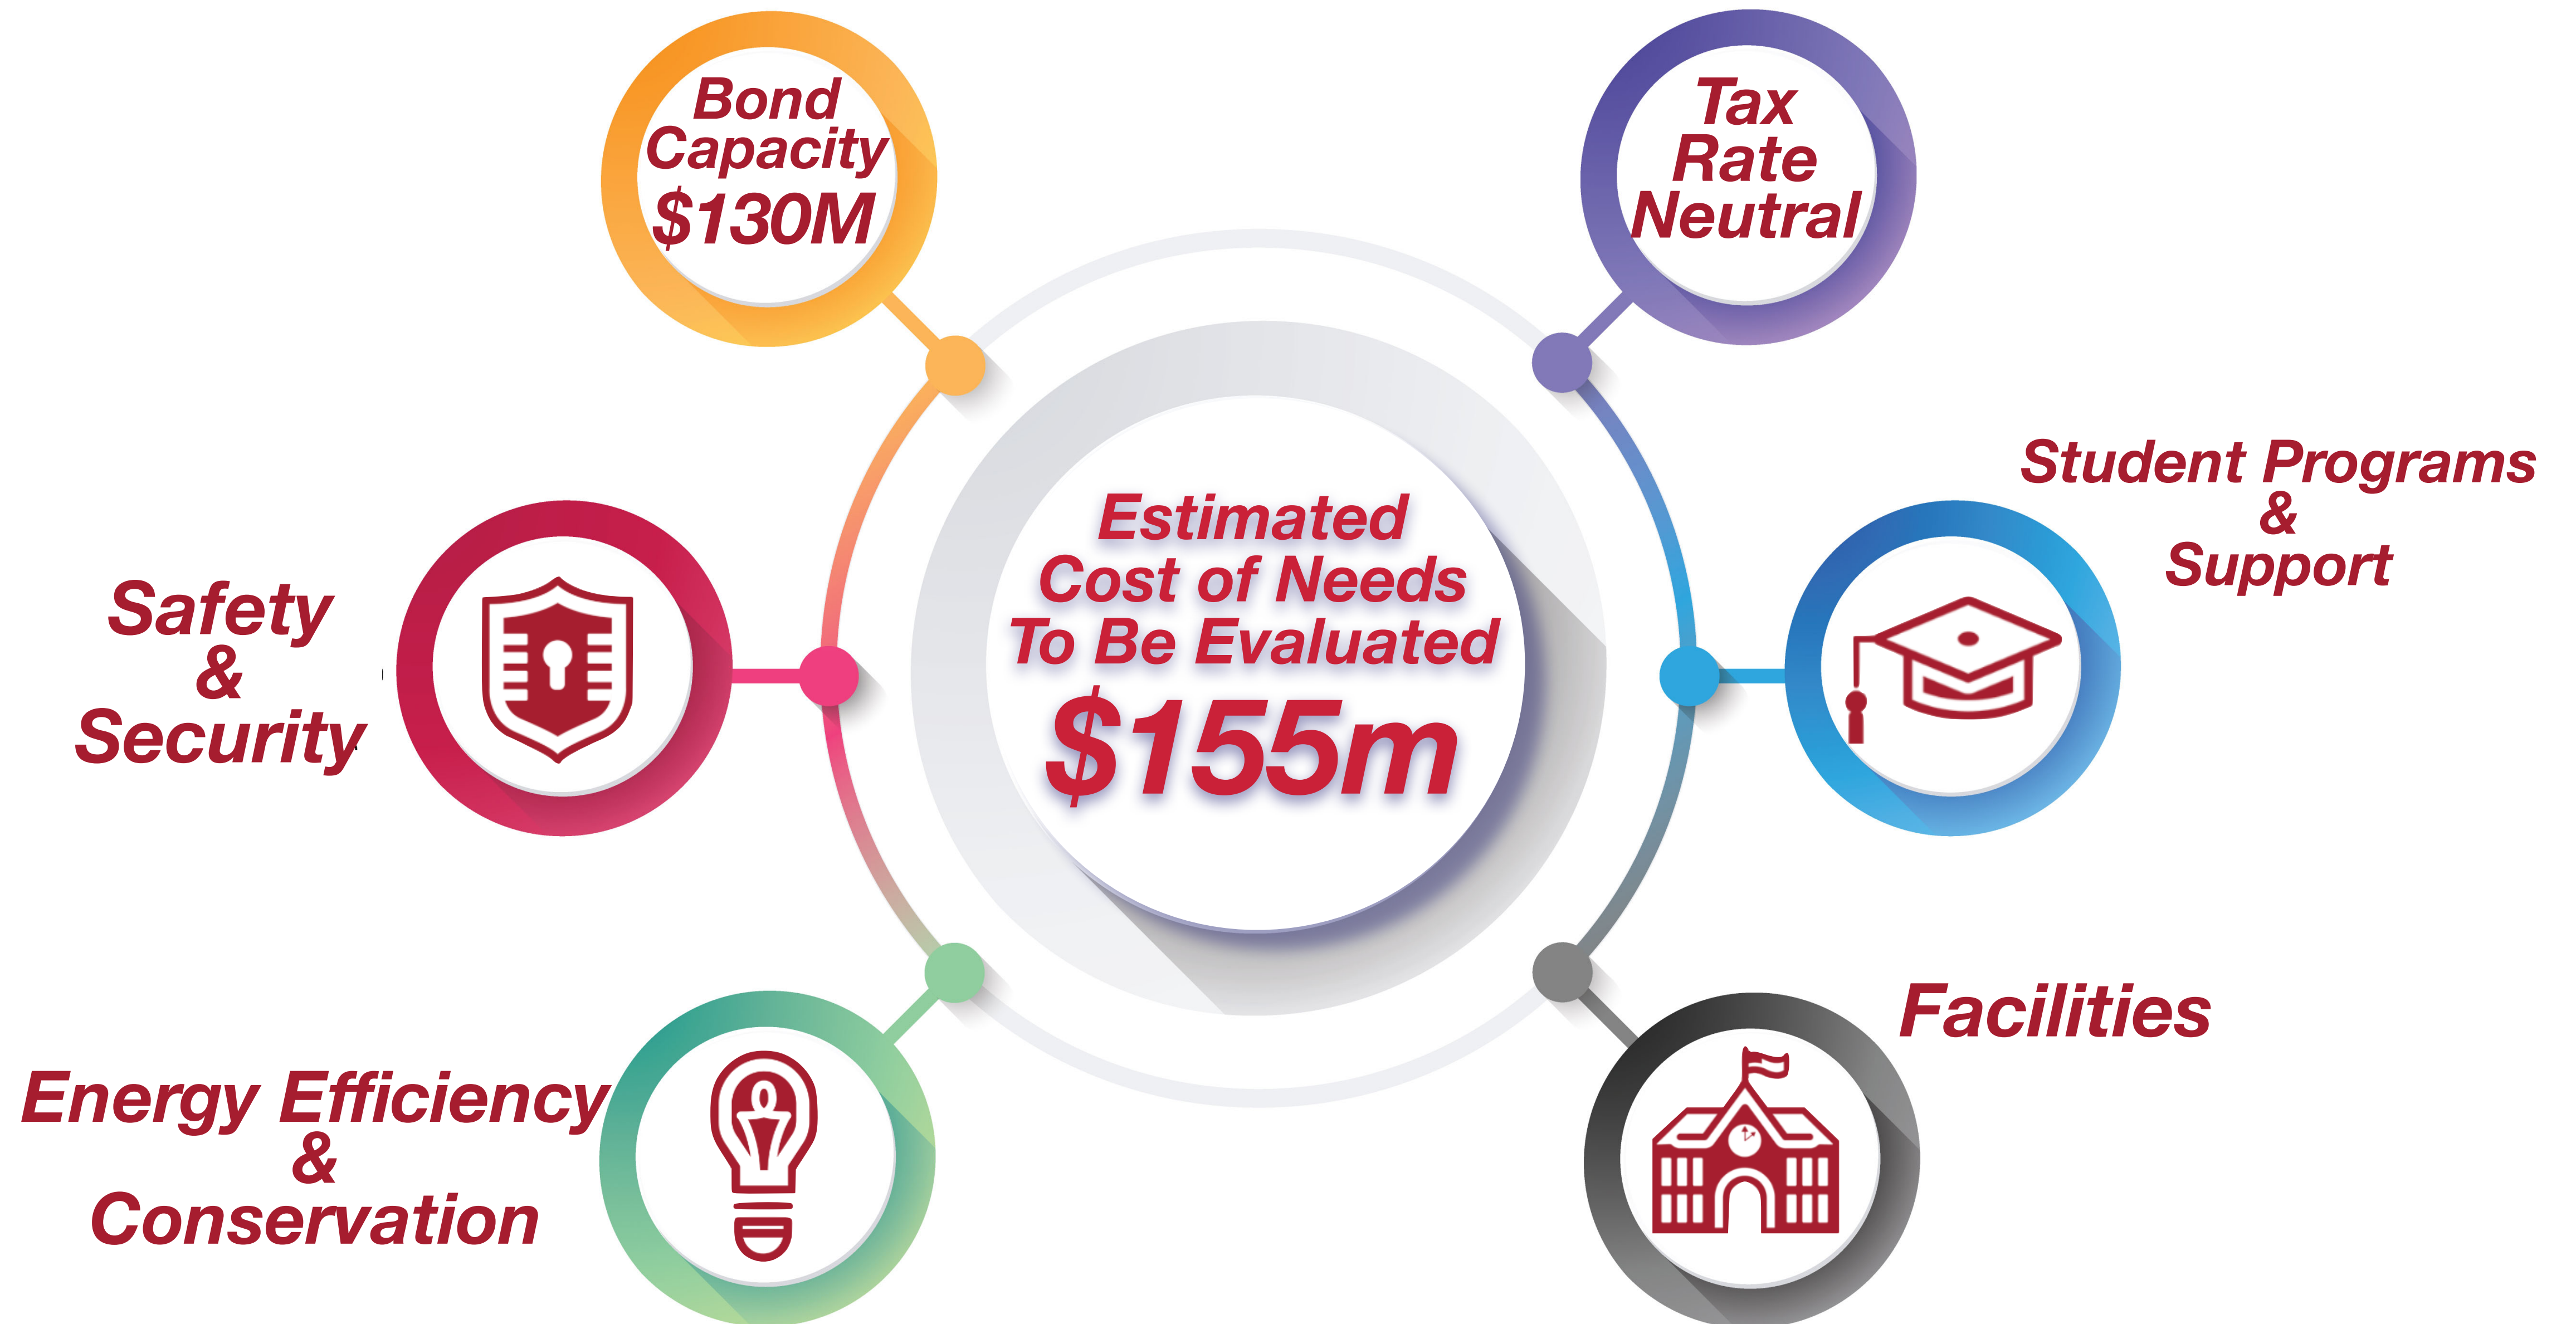 Bond
Capacity
$130M
Tax
Rate
Neutral
Safety
&
Security
Estimated
Cost of Needs
To Be Evaluated
$155m
Student Programs
&
Support
Energy Efficiency
&
Conservation
Facilities